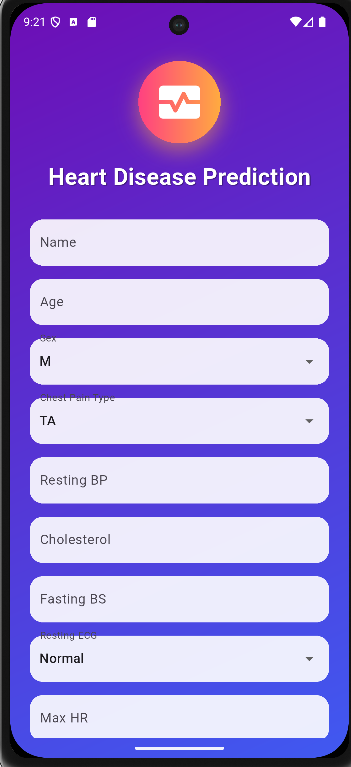 9:21
Heart Disease Prediction
Name
Age
Sex
M
Chest Pain Type
TA
Resting BP
Cholesterol
Fasting BS
Resting ECG
Normal
Max HR